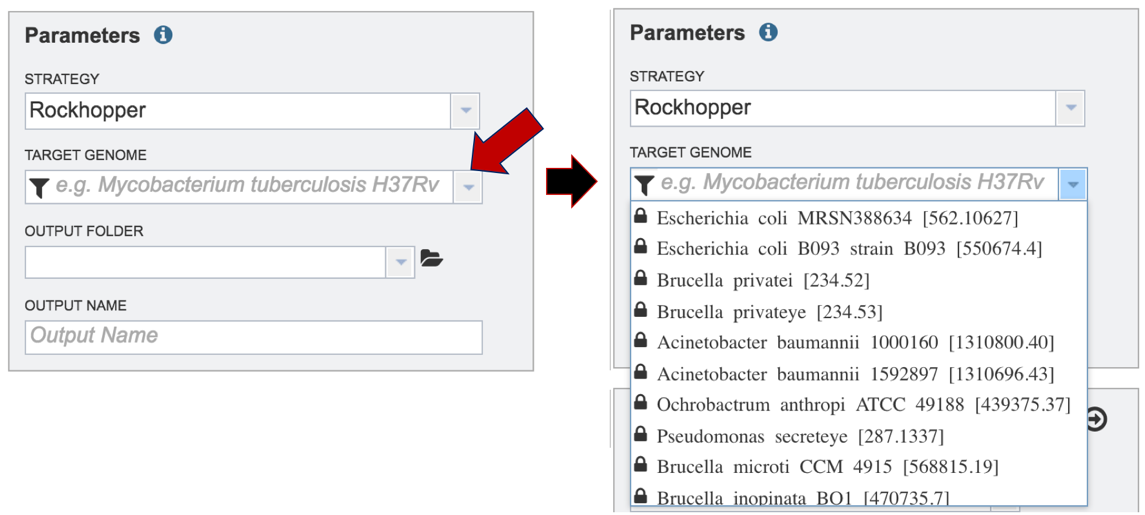 Parameters
STRATEGY
Rockhopper
TARGET GENOME
e.g. Mycobacterium tuberculosis H37Rv
OUTPUT FOLDER
OUTPUT NAME
Output Name
Parameters
STRATEGY
Rockhopper
TARGET GENOME
e.g. Mycobacterium tuberculosis H37Rv
Escherichia coli MRSN388634 [562.10627]
Escherichia coli B093 strain B093 [550674.4]
Brucella privatei [234.52]
Brucella privateye [234.53]
Acinetobacter baumannii 1000160 [1310800.40]
Acinetobacter baumannii 1592897 [1310696.43]
Ochrobactrum anthropi ATCC 49188 [439375.37]
Pseudomonas secreteye [287.1337]
Brucella microti CCM 4915 [568815.19]
Brucella inopinata BO1 [470735.7]